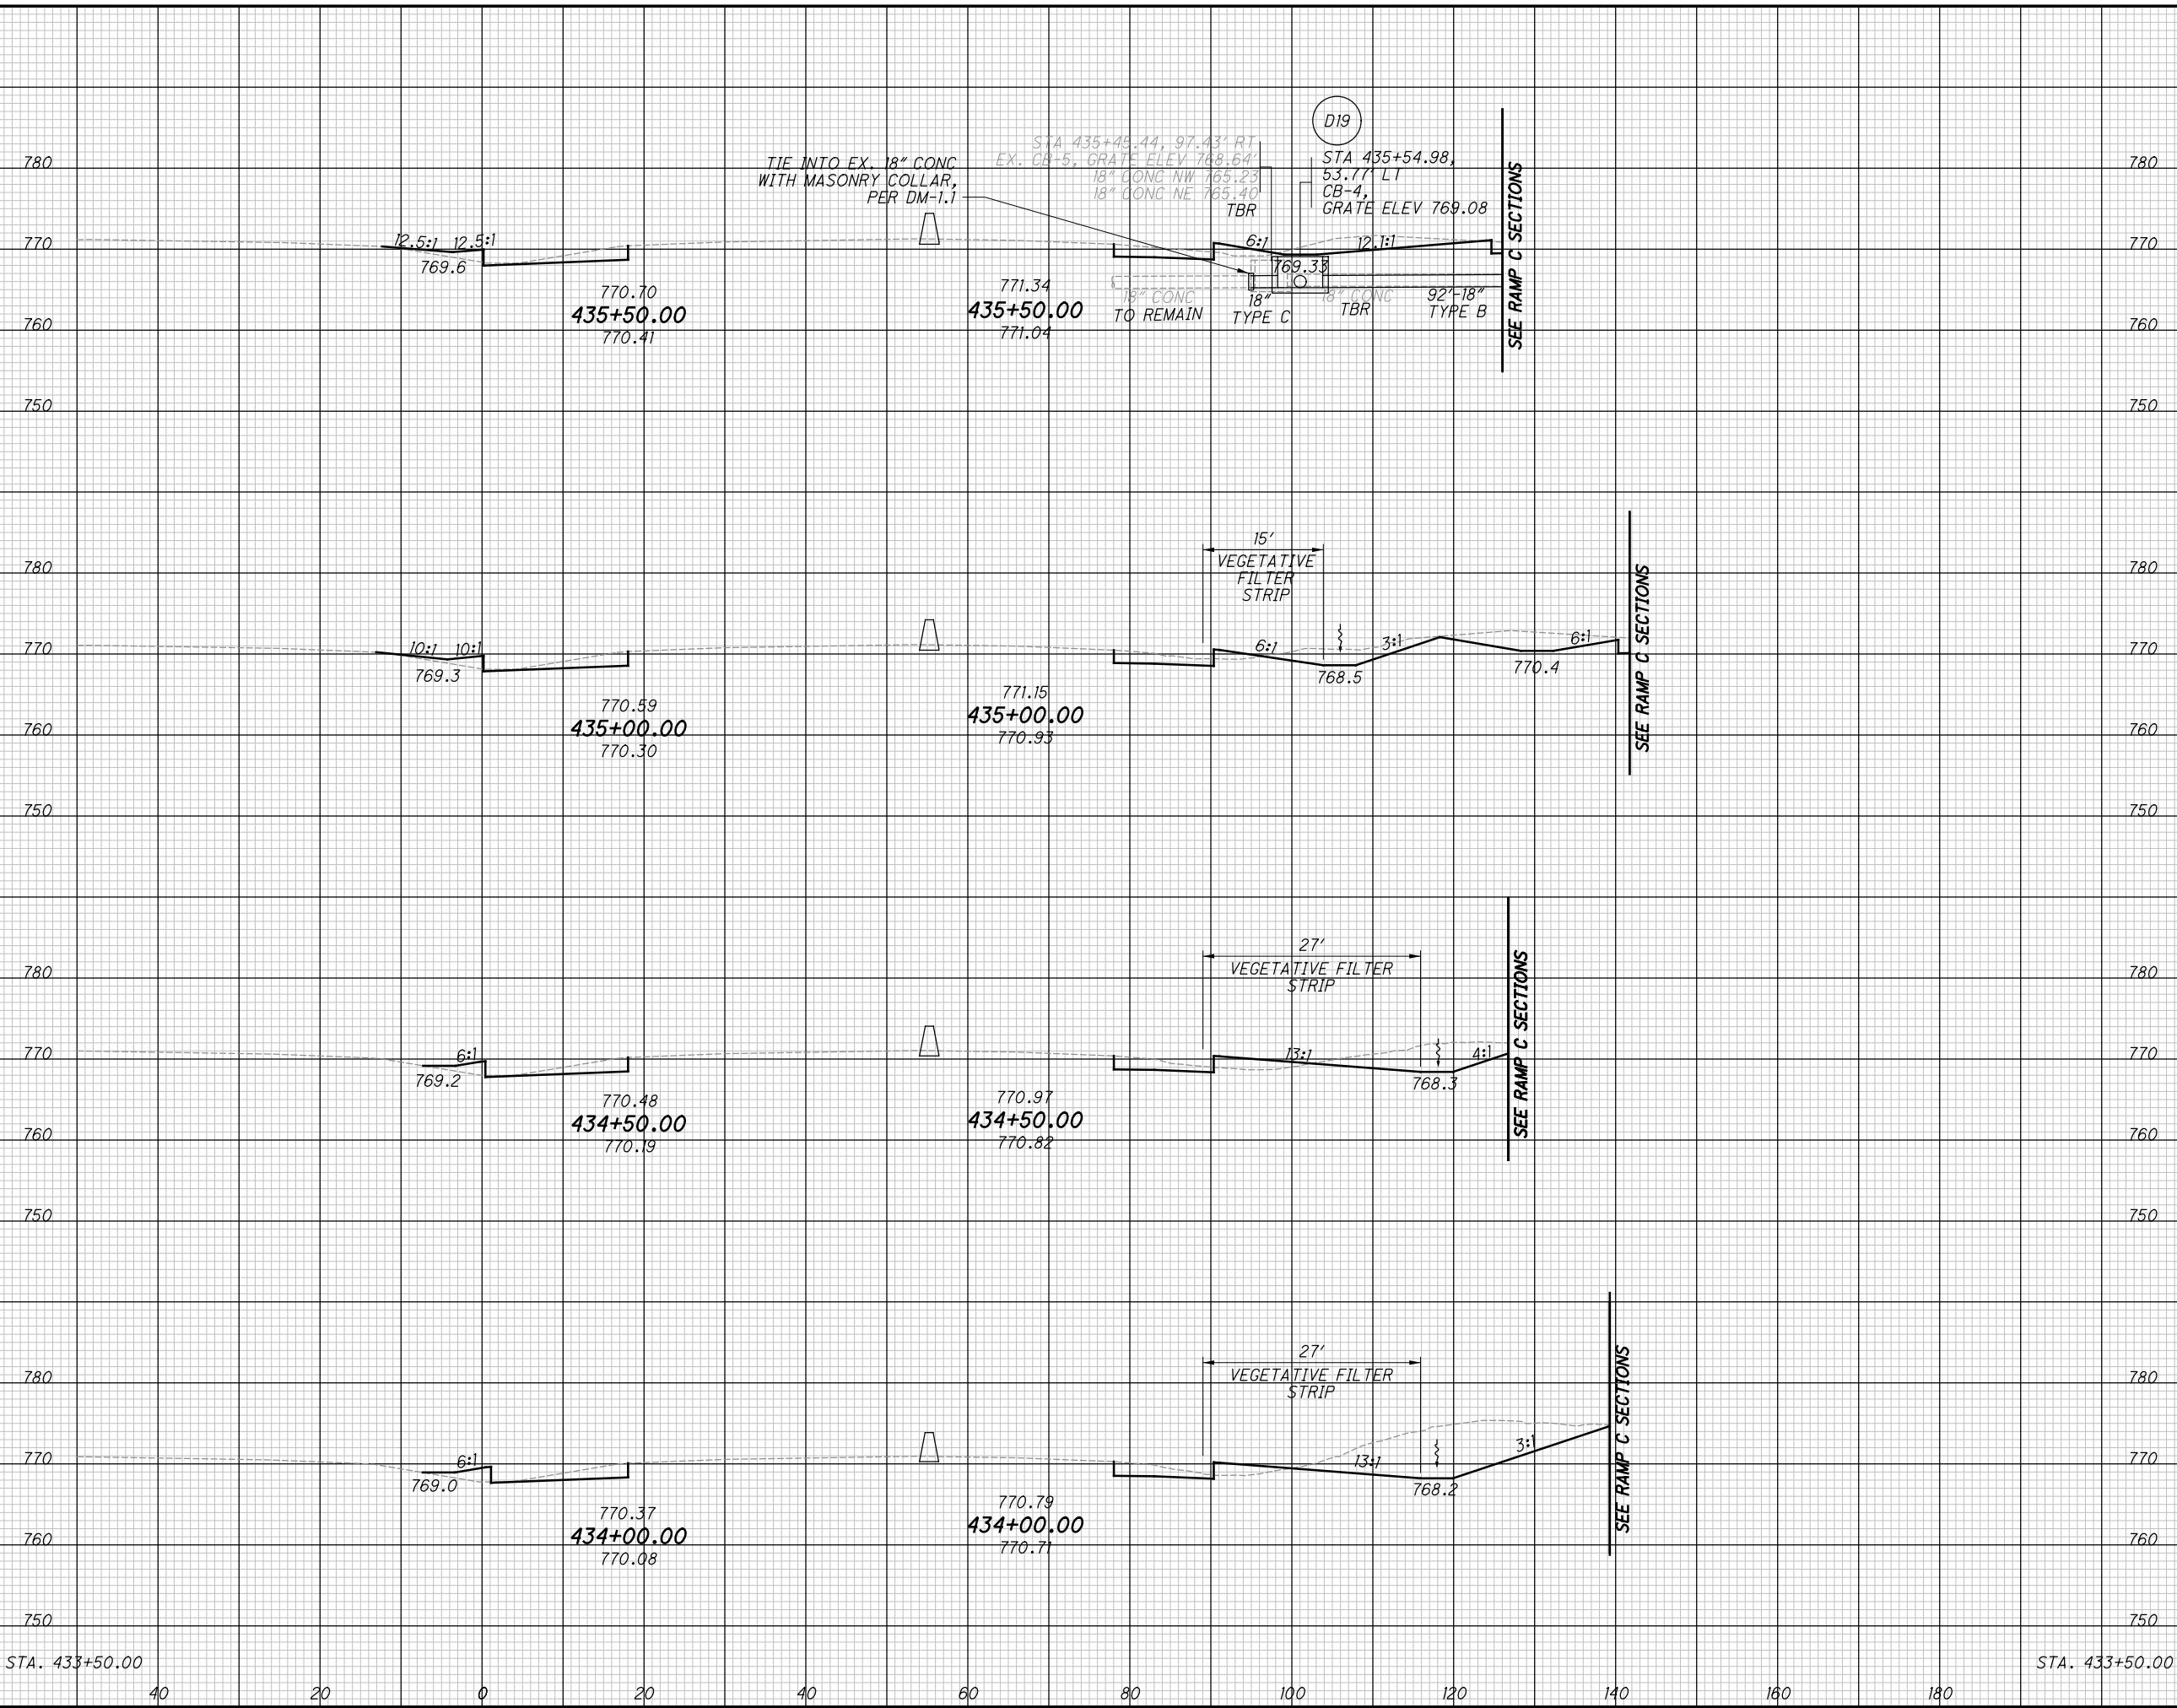 D19
STA 435+45.44, 97.43' RT
EX. CB-5, GRATE ELEV 768.64'
18" CONC NW 765.23
18" CONC NE 765.40
TBR
TIE INTO EX. 18" CONC
WITH MASONRY COLLAR,
PER DM-1.1
STA 435+54.98,
53.77' LT
CB-4,
GRATE ELEV 769.08
SEE RAMP C SECTIONS
780
780
770
12.5:1
12.5:1
6:1
12.1:1
770
769.6
769.33
770.70
435+50.00
770.41
771.34
435+50.00
771.04
18" CONC
TO REMAIN
18"
TYPE C
18" CONC
TBR
92'-18"
TYPE B
760
760
750
750
15'
VEGETATIVE
FILTER
STRIP
SEE RAMP C SECTIONS
780
780
770
10:1
10:1
6:1
3:1
6:1
770
769.3
768.5
770.4
770.59
435+00.00
770.30
771.15
435+00.00
770.93
760
760
750
750
27'
VEGETATIVE FILTER
STRIP
SEE RAMP C SECTIONS
780
780
770
6:1
13:1
4:1
770
769.2
768.3
770.48
434+50.00
770.19
770.97
434+50.00
770.82
760
760
750
750
27'
VEGETATIVE FILTER
STRIP
SEE RAMP C SECTIONS
780
780
770
6:1
13:1
3:1
770
769.0
768.2
770.37
434+00.00
770.08
770.79
434+00.00
770.71
760
760
750
750
STA. 433+50.00
STA. 433+50.00
40 20 0 20 40 60 80 100 120 140 160 180